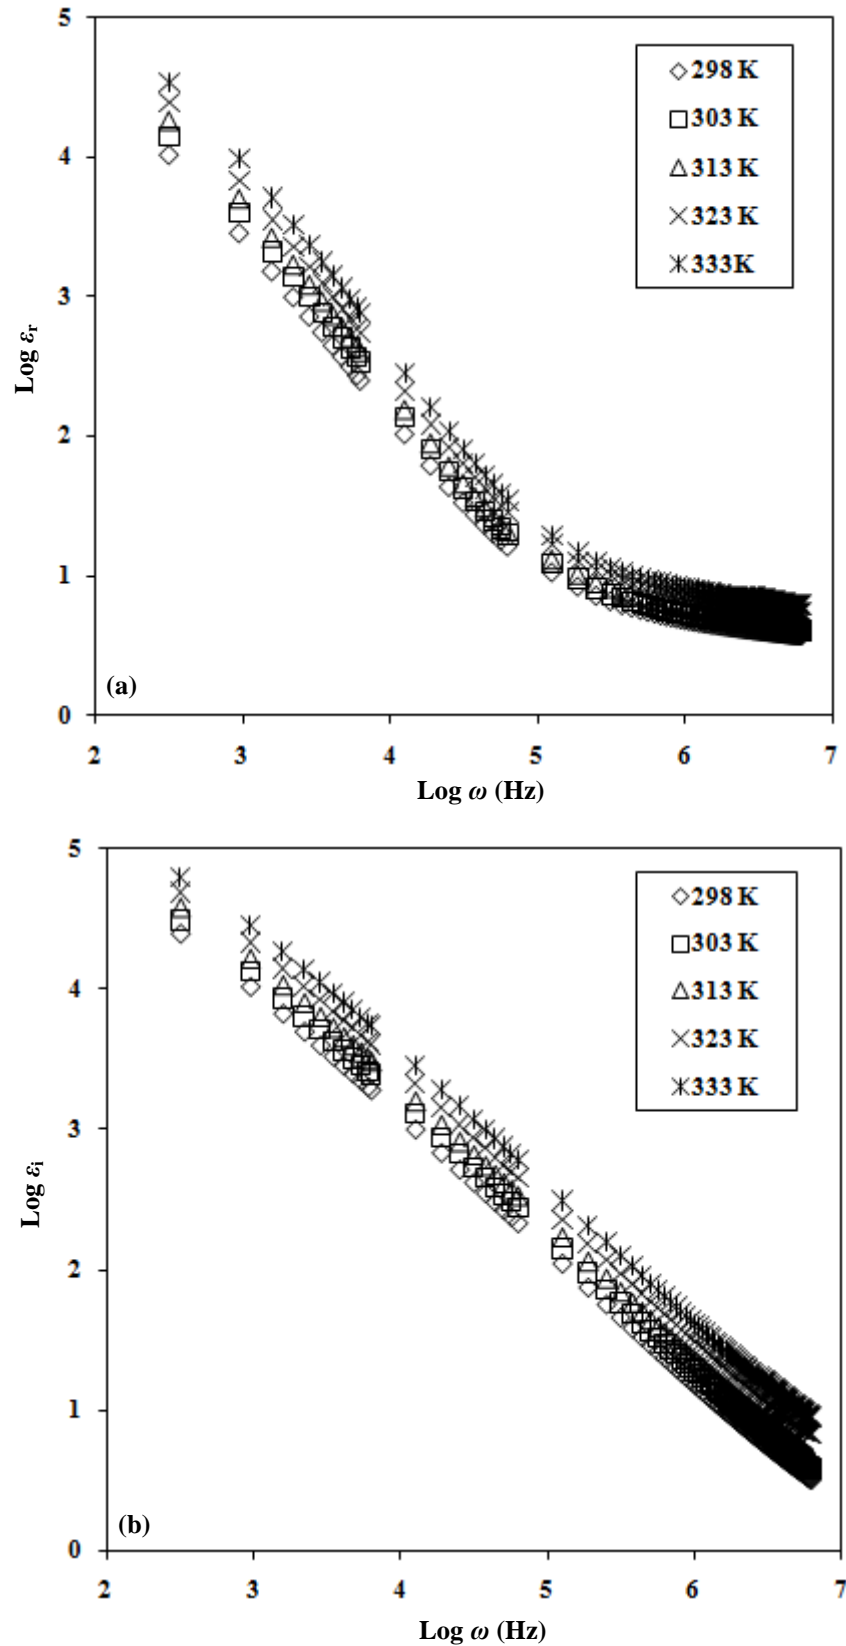 5
298 K
303 K
4
313 K
323 K
333K
3
Log εr
2
1
(a)
0
2 3 4 5 6 7
Log ω (Hz)
5
298 K
303 K
4
313 K
323 K
333 K
3
Log εi
2
1
(b)
0
2 3 4 5 6 7
Log ω (Hz)